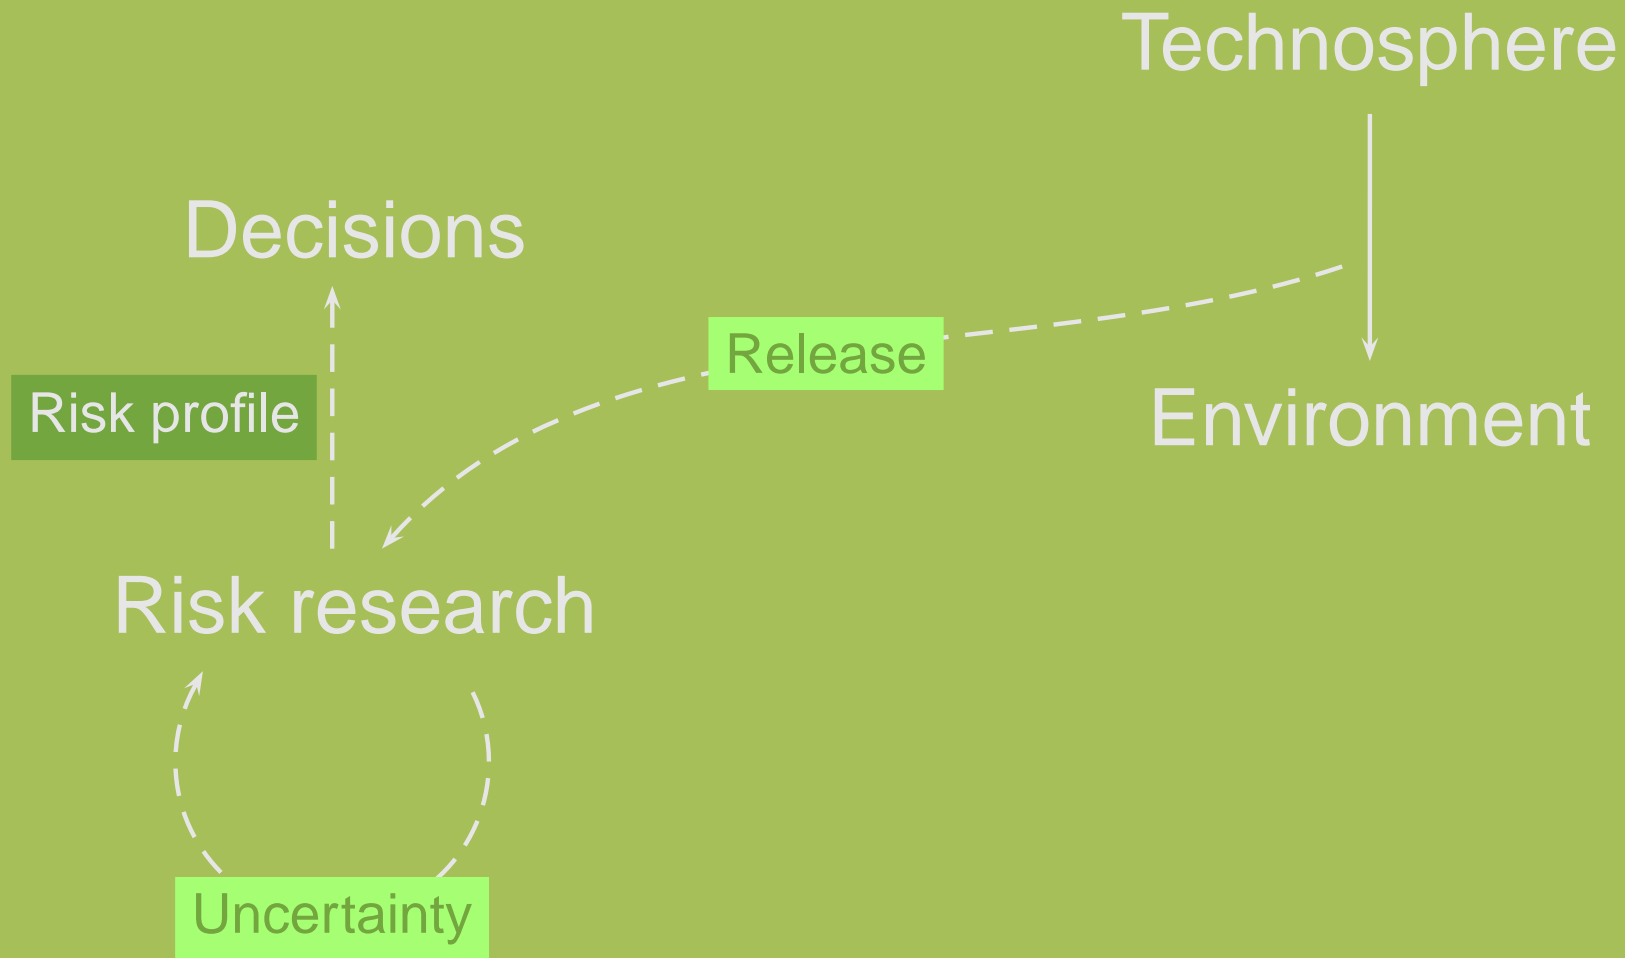 Technosphere
Decisions
Release
Risk profile
Environment
Risk research
Uncertainty